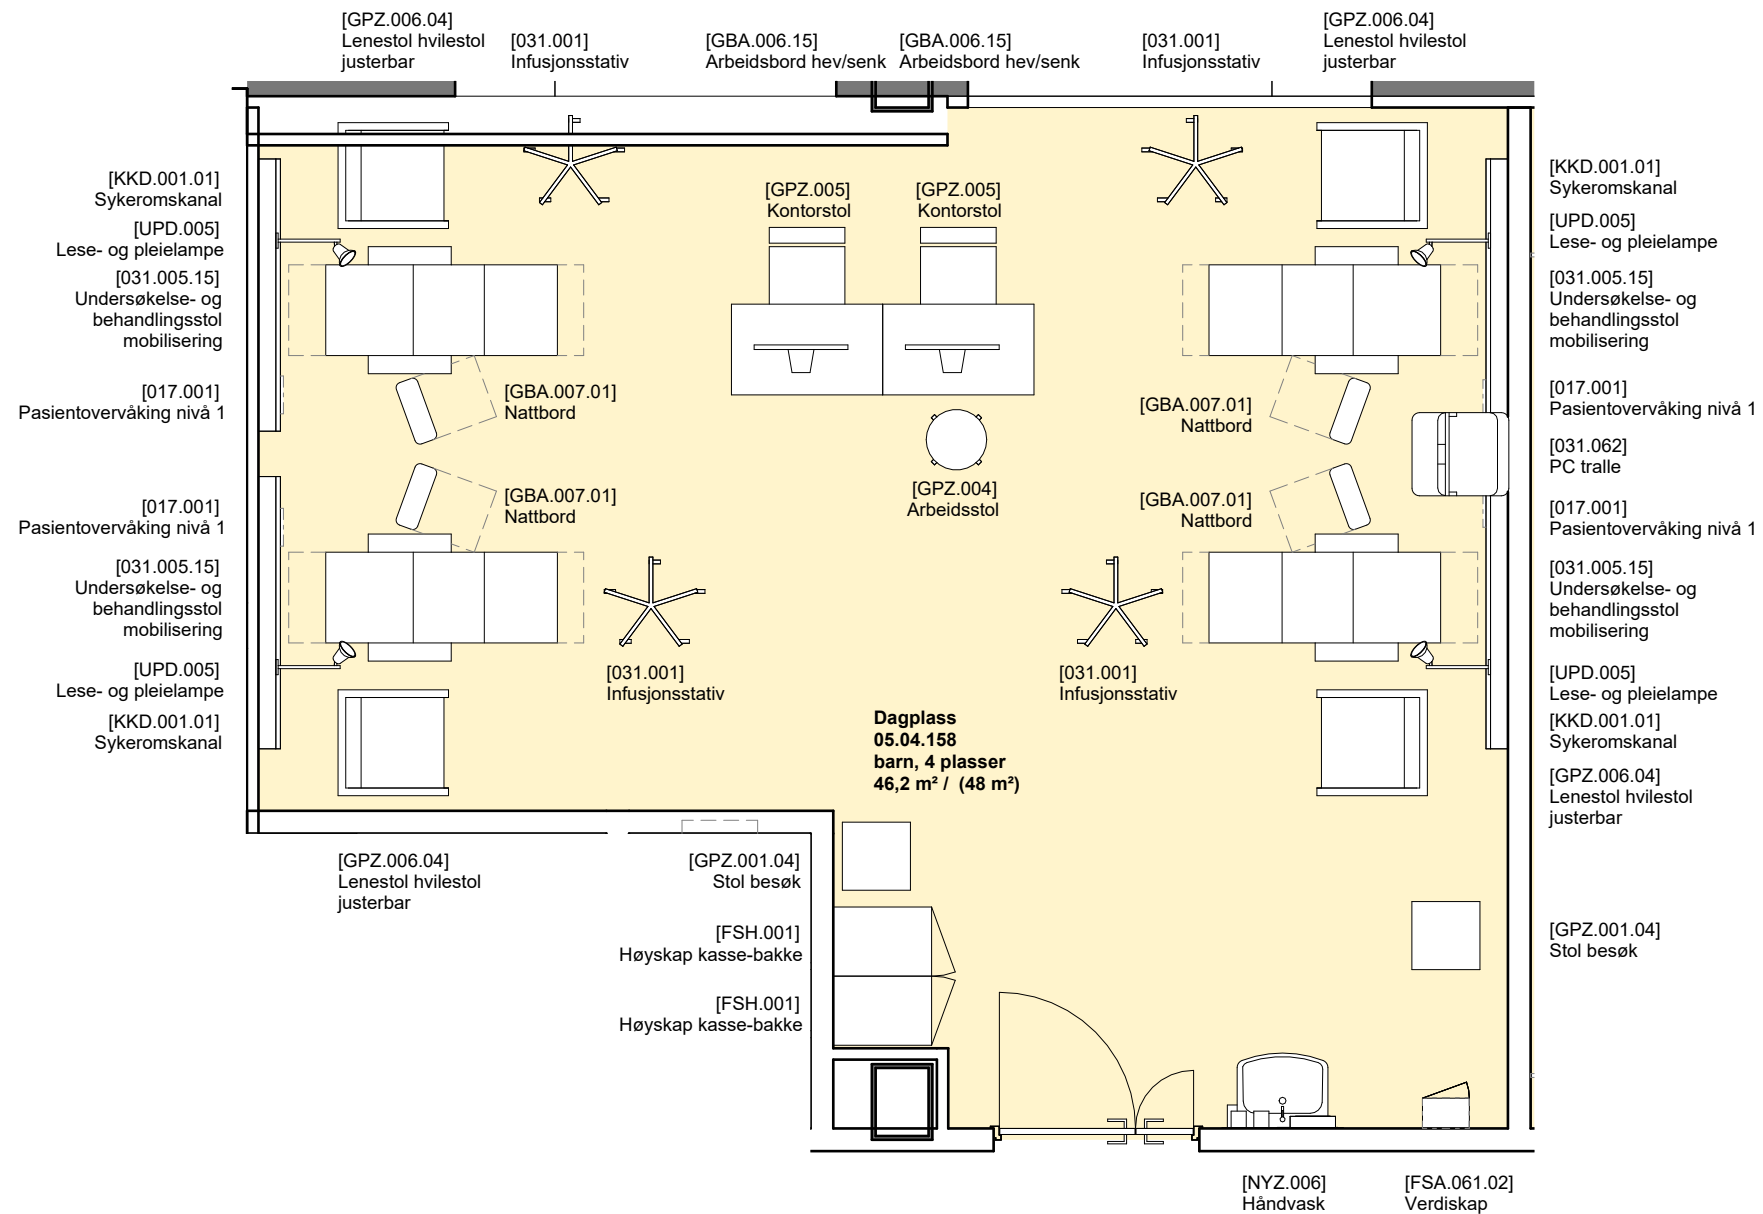 [GPZ.006.04]
Lenestol hvilestol
justerbar
[031.001]
Infusjonsstativ
[GBA.006.15]
Arbeidsbord hev/senk
[GBA.006.15]
Arbeidsbord hev/senk
[031.001]
Infusjonsstativ
[GPZ.006.04]
Lenestol hvilestol
justerbar
[KKD.001.01]
Sykeromskanal
[UPD.005]
Lese- og pleielampe
[031.005.15]
Undersøkelse- og
behandlingsstol
mobilisering
[017.001]
Pasientovervåking nivå 1
[017.001]
Pasientovervåking nivå 1
[031.005.15]
Undersøkelse- og
behandlingsstol
mobilisering
[UPD.005]
Lese- og pleielampe
[KKD.001.01]
Sykeromskanal
[GPZ.005]
Kontorstol
[GPZ.005]
Kontorstol
[GBA.007.01]
Nattbord
[GBA.007.01]
Nattbord
[GPZ.004]
Arbeidsstol
[GBA.007.01]
Nattbord
[GBA.007.01]
Nattbord
[031.001]
Infusjonsstativ
[031.001]
Infusjonsstativ
Dagplass
05.04.158
barn, 4 plasser
46,2 m² / (48 m²)
[KKD.001.01]
Sykeromskanal
[UPD.005]
Lese- og pleielampe
[031.005.15]
Undersøkelse- og
behandlingsstol
mobilisering
[017.001]
Pasientovervåking nivå 1
[031.062]
PC tralle
[017.001]
Pasientovervåking nivå 1
[031.005.15]
Undersøkelse- og
behandlingsstol
mobilisering
[UPD.005]
Lese- og pleielampe
[KKD.001.01]
Sykeromskanal
[GPZ.006.04]
Lenestol hvilestol
justerbar
[GPZ.001.04]
Stol besøk
[GPZ.006.04]
Lenestol hvilestol
justerbar
[GPZ.001.04]
Stol besøk
[FSH.001]
Høyskap kasse-bakke
[FSH.001]
Høyskap kasse-bakke
[NYZ.006]
Håndvask
[FSA.061.02]
Verdiskap